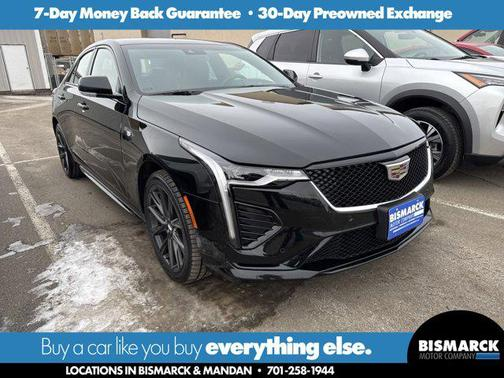 7-Day Money Back Guarantee • 30-Day Preowned Exchange
BISMARCK
MOTOR COMPANY
Buy a car like you buy everything else.
LOCATIONS IN BISMARCK & MANDAN • 701-258-1944
BISMARCK
MOTOR COMPANY